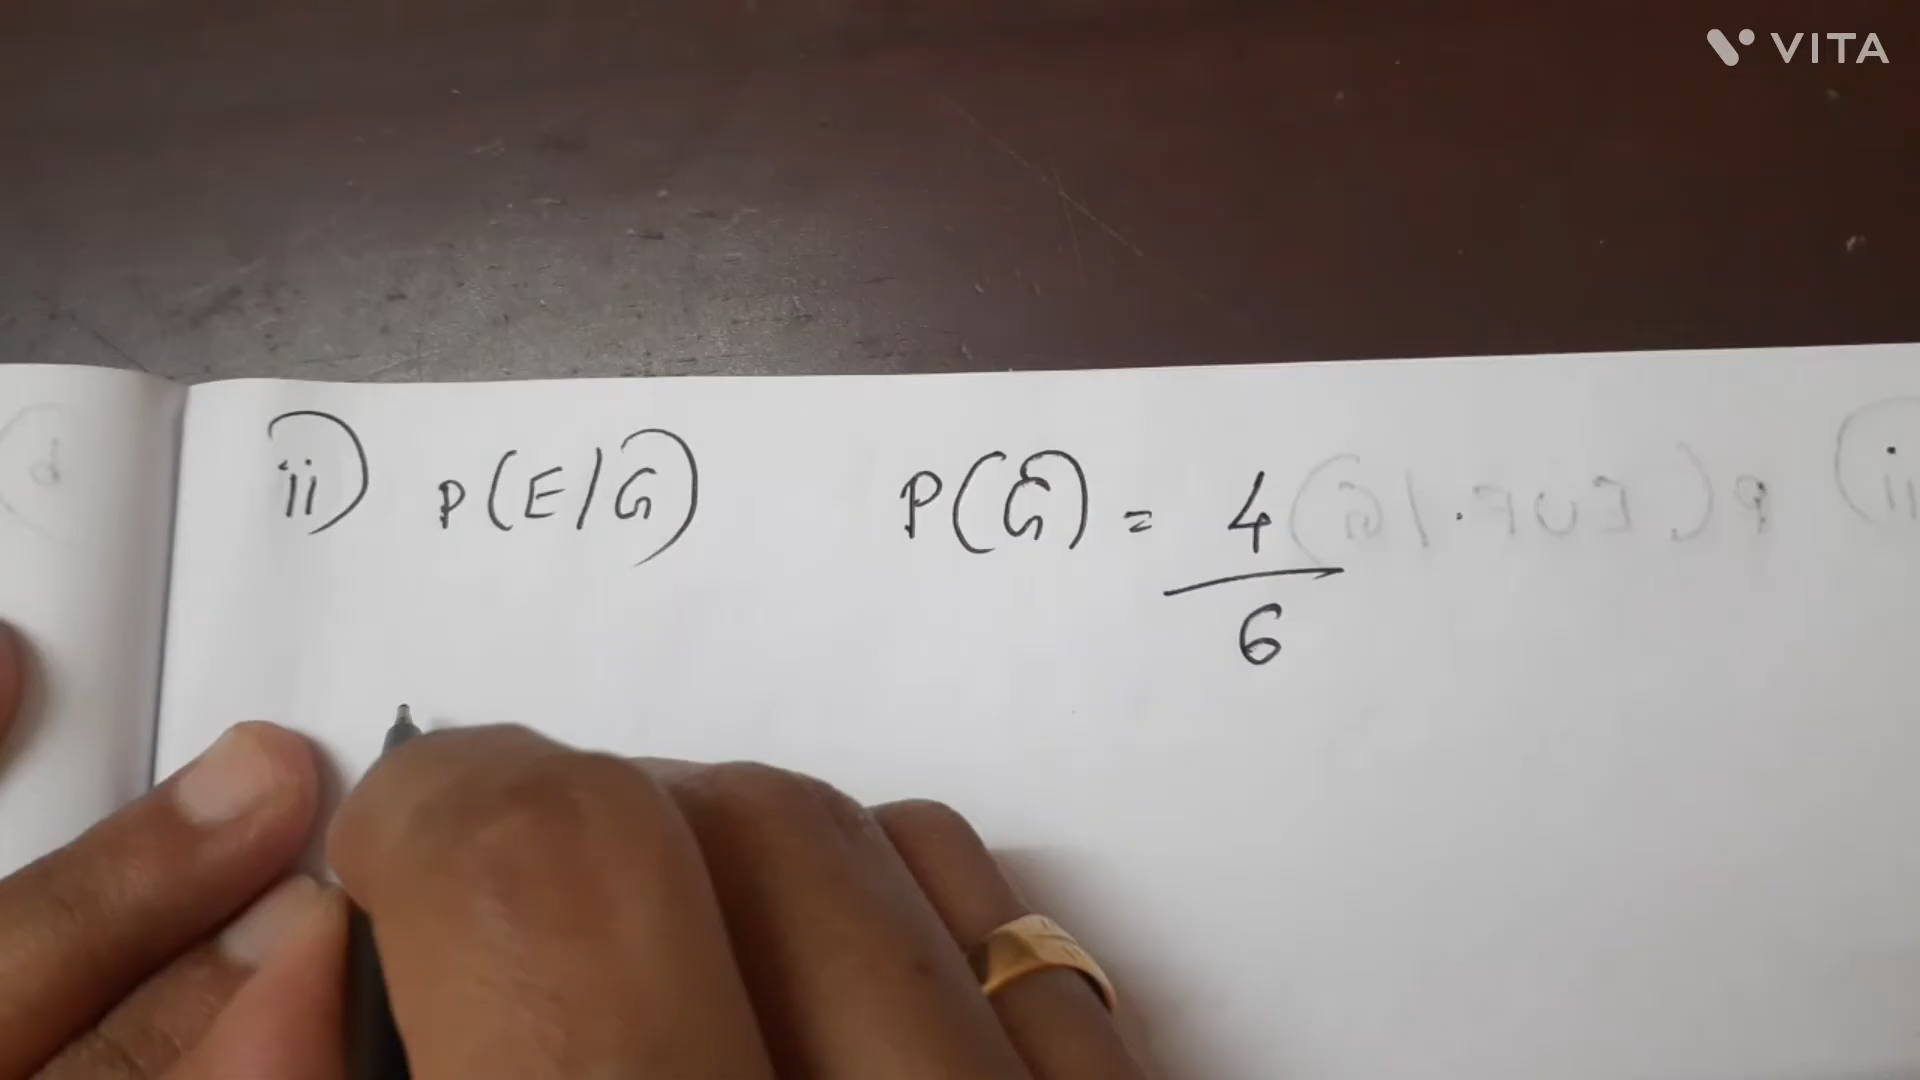 VITA
ii) P(E/G) P(G) = 4/6